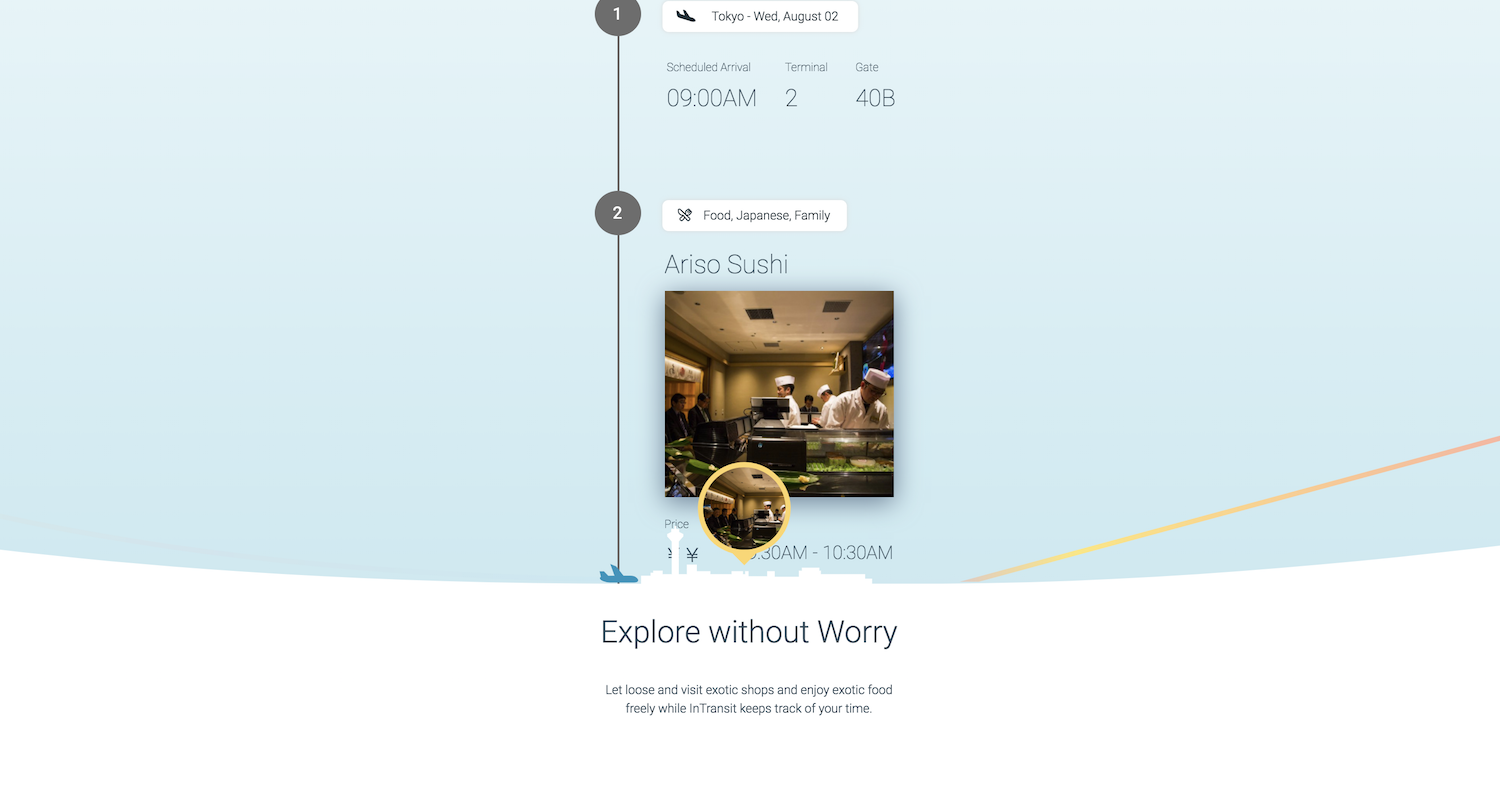 1
Tokyo - Wed, August 02
Scheduled Arrival Terminal Gate
09:00AM 2 40B
2
Food, Japanese, Family
Ariso Sushi
Price
¥ ¥ :30AM - 10:30AM
Explore without Worry
Let loose and visit exotic shops and enjoy exotic food
freely while InTransit keeps track of your time.